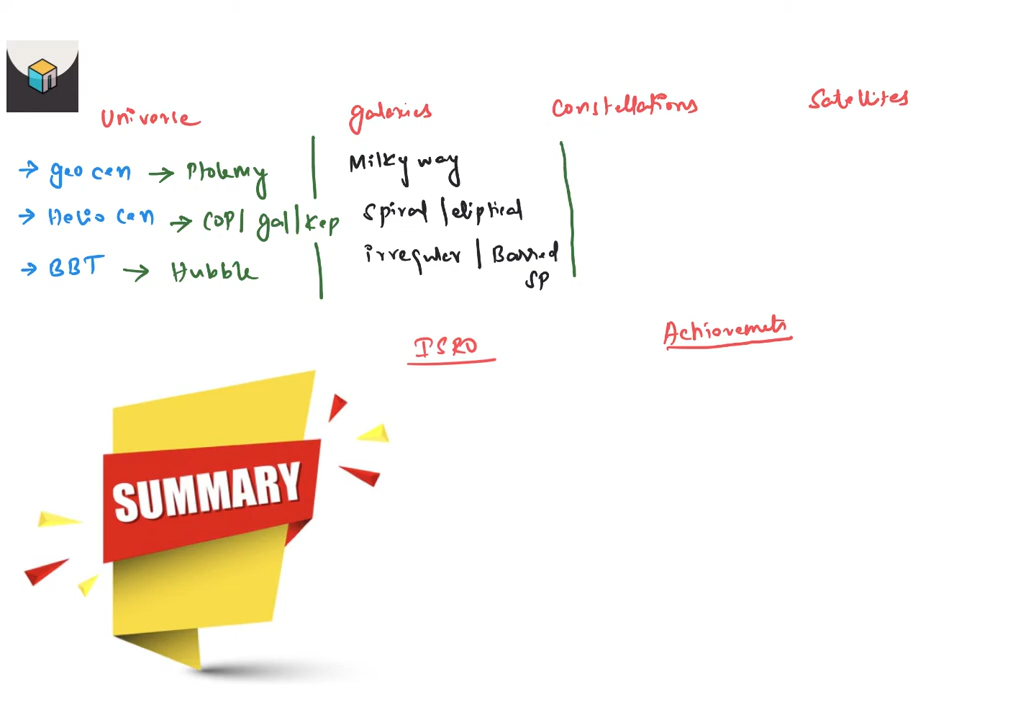 Universe galaxies Constellations Satellites
→ geo cen → Ptolemy Milky way
→ Helio cen → COP/gal/Kep Spiral/eliptical
→ BBT → Hubble irregular/Barred
SP
ISRO Achievemets
SUMMARY